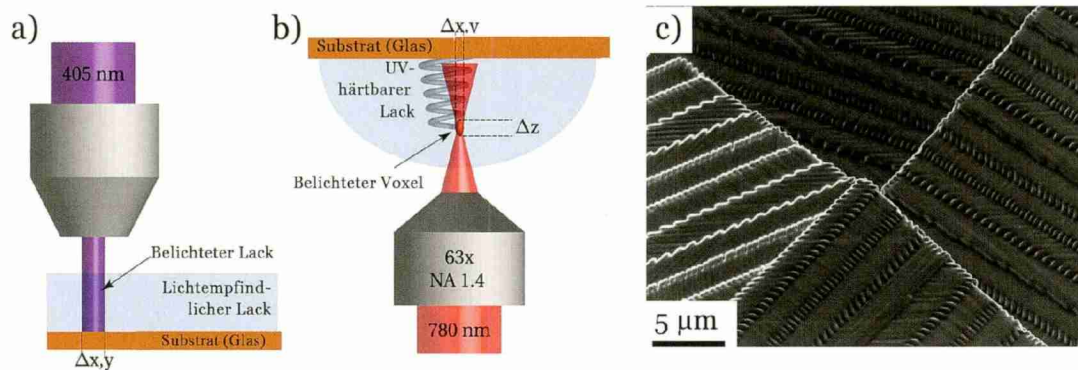 a)
405 nm
Belichteter Lack
Lichtempfind-
licher Lack
Substrat (Glas)
Δx,y
b)
Δx,y
Substrat (Glas)
UV-
härtbarer
Lack
Δz
Belichteter Voxel
63x
NA 1.4
780 nm
c)
5 μm